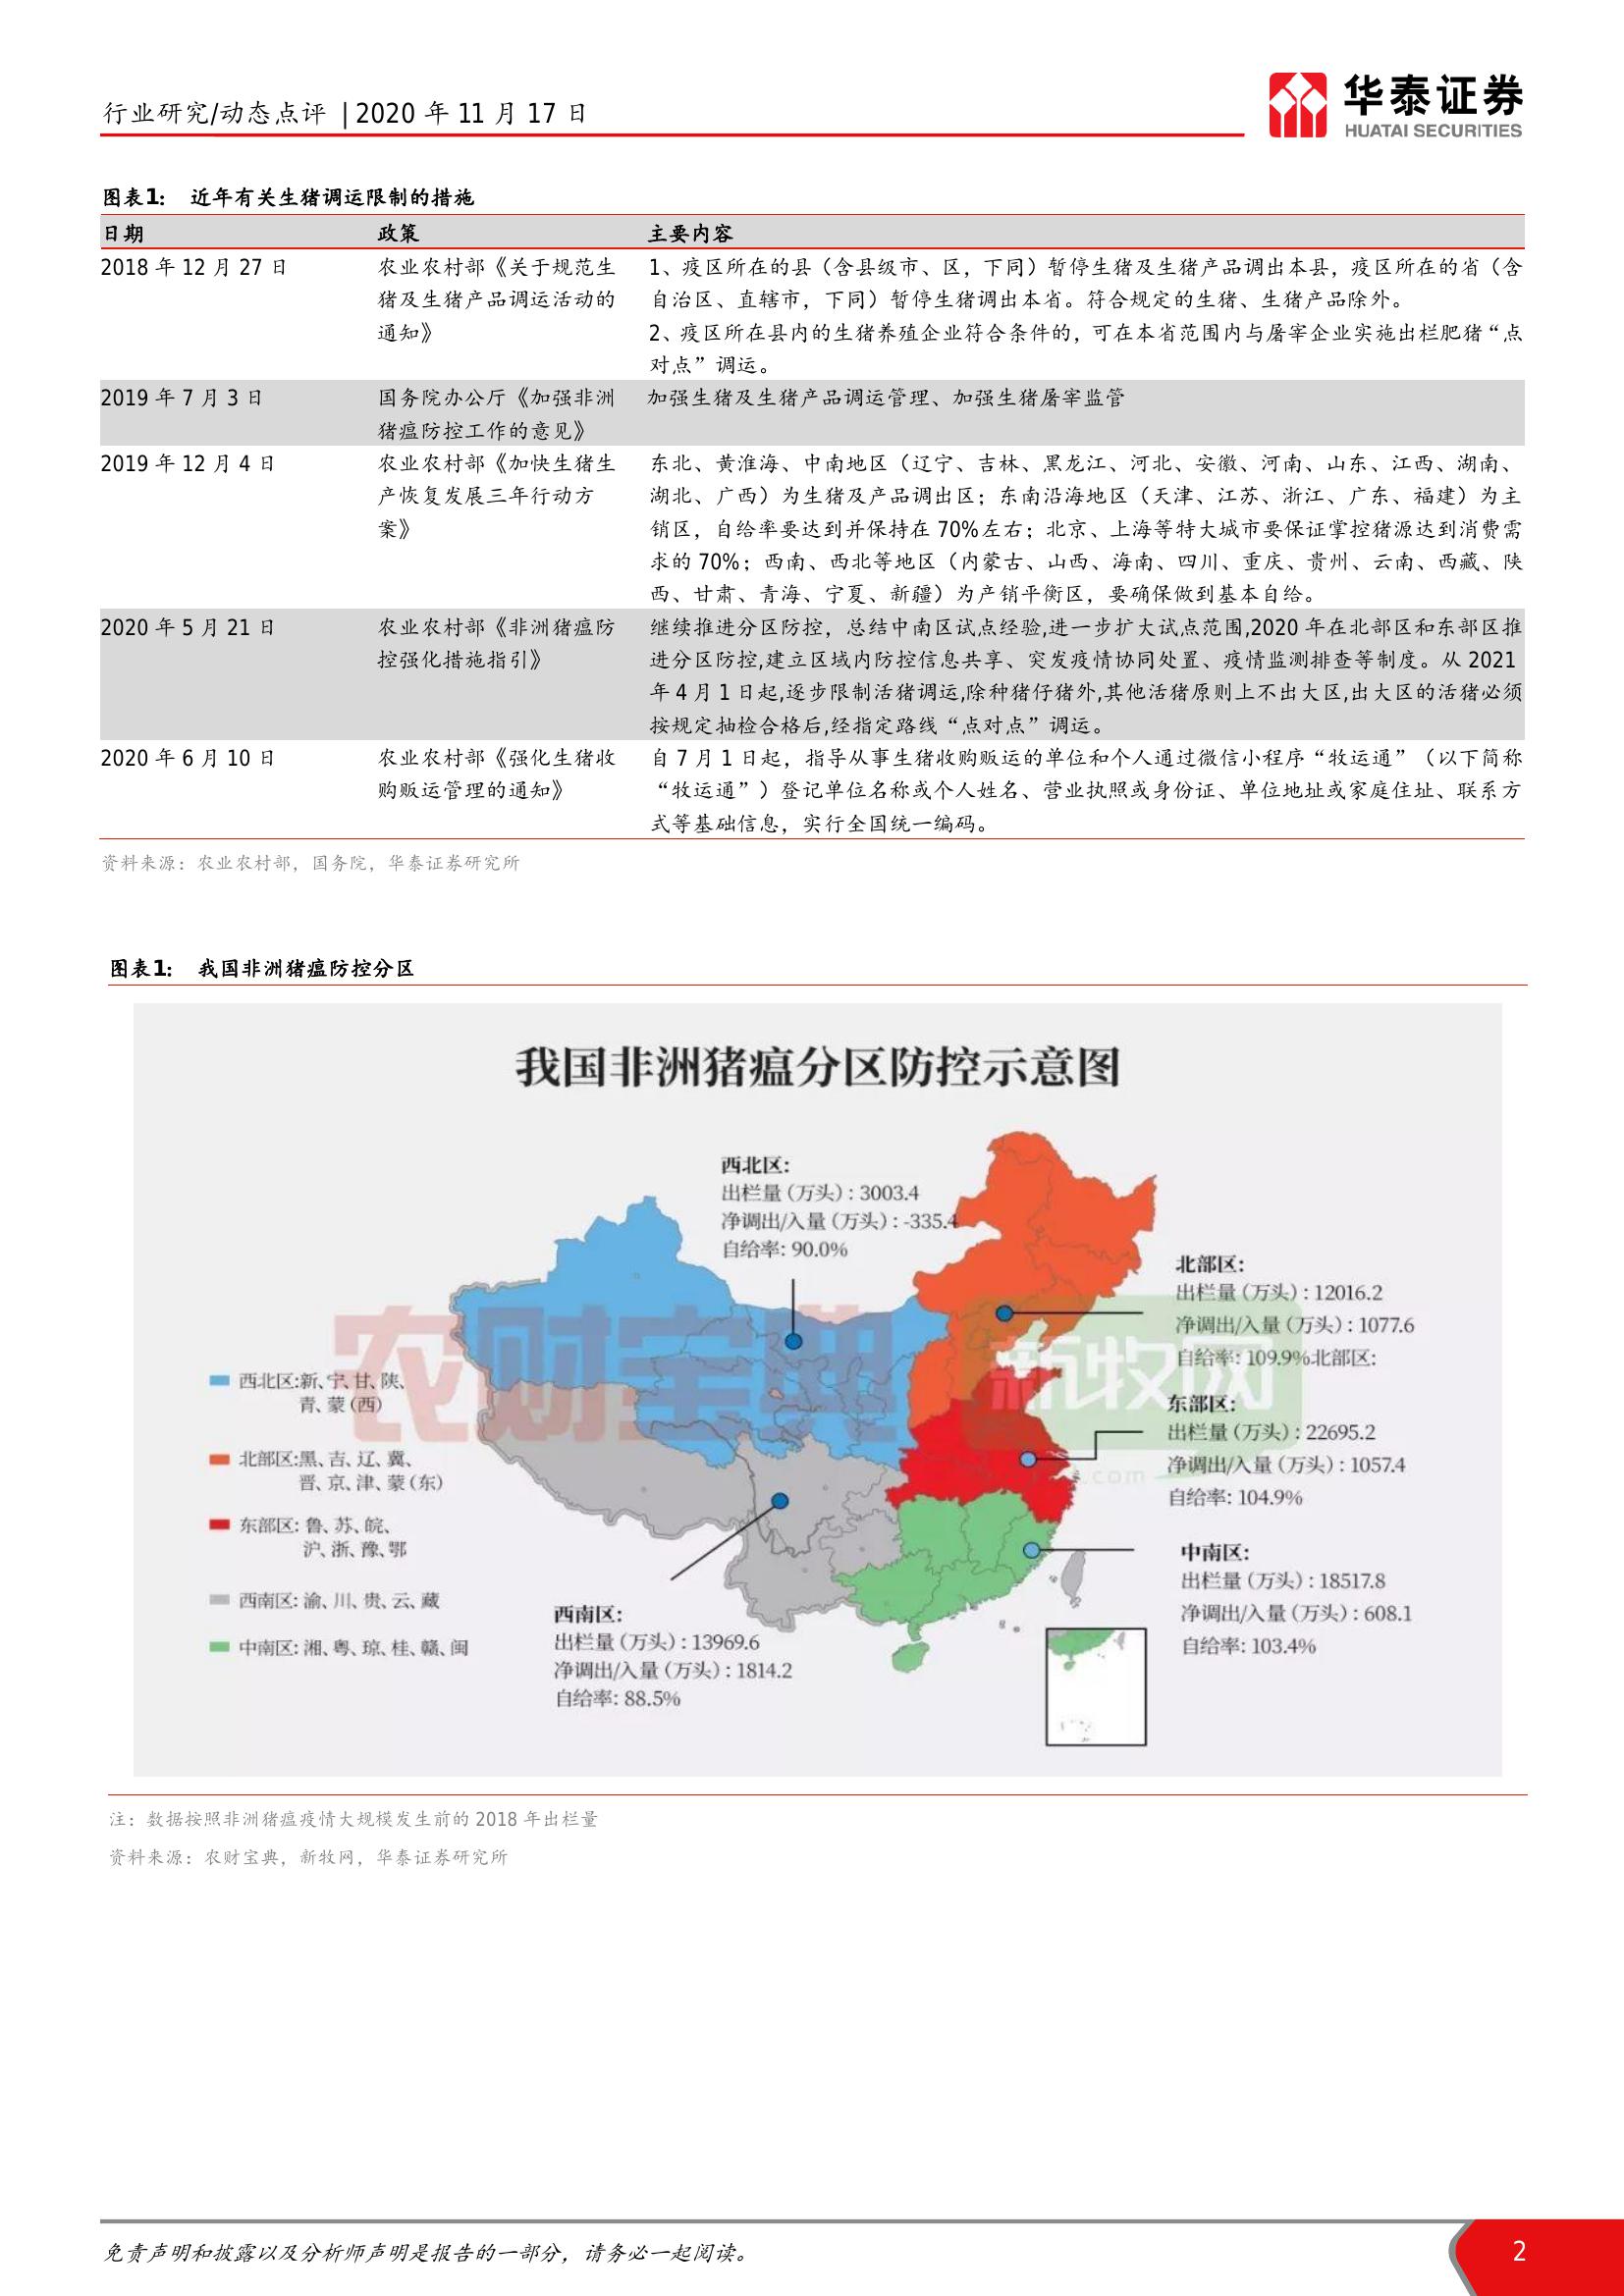 行业研究/动态点评 | 2020 年 11 月 17 日
华泰证券
HUATAI SECURITIES
图表1: 近年有关生猪调运限制的措施
日期 政策 主要内容
2018 年 12 月 27 日 农业农村部《关于规范生 1、疫区所在的县（含县级市、区，下同）暂停生猪及生猪产品调出本县，疫区所在的省（含
猪及生猪产品调运活动的 自治区、直辖市，下同）暂停生猪调出本省。符合规定的生猪、生猪产品除外。
通知》 2、疫区所在县内的生猪养殖企业符合条件的，可在本省范围内与屠宰企业实施出栏肥猪“点
对点”调运。
2019 年 7 月 3 日 国务院办公厅《加强非洲 加强生猪及生猪产品调运管理、加强生猪屠宰监管
猪瘟防控工作的意见》
2019 年 12 月 4 日 农业农村部《加快生猪生 东北、黄淮海、中南地区（辽宁、吉林、黑龙江、河北、安徽、河南、山东、江西、湖南、
产恢复发展三年行动方 湖北、广西）为生猪及产品调出区；东南沿海地区（天津、江苏、浙江、广东、福建）为主
案》 销区，自给率要达到并保持在 70%左右；北京、上海等特大城市要保证掌控猪源达到消费需
求的 70%；西南、西北等地区（内蒙古、山西、海南、四川、重庆、贵州、云南、西藏、陕
西、甘肃、青海、宁夏、新疆）为产销平衡区，要确保做到基本自给。
2020 年 5 月 21 日 农业农村部《非洲猪瘟防 继续推进分区防控，总结中南区试点经验,进一步扩大试点范围,2020 年在北部区和东部区推
控强化措施指引》 进分区防控,建立区域内防控信息共享、突发疫情协同处置、疫情监测排查等制度。从 2021
年 4 月 1 日起,逐步限制活猪调运,除种猪仔猪外,其他活猪原则上不出大区,出大区的活猪必须
按规定抽检合格后,经指定路线“点对点”调运。
2020 年 6 月 10 日 农业农村部《强化生猪收 自 7 月 1 日起，指导从事生猪收购贩运的单位和个人通过微信小程序“牧运通”（以下简称
购贩运管理的通知》 “牧运通”）登记单位名称或个人姓名、营业执照或身份证、单位地址或家庭住址、联系方
式等基础信息，实行全国统一编码。
资料来源：农业农村部，国务院，华泰证券研究所
图表1: 我国非洲猪瘟防控分区
我国非洲猪瘟分区防控示意图
西北区:
出栏量(万头): 3003.4
净调出/入量(万头): -335.4
自给率: 90.0%
北部区:
出栏量(万头): 12016.2
净调出/入量(万头): 1077.6
自给率: 109.9%北部区:
农财宝典
新牧网
.com
东部区:
出栏量(万头): 22695.2
净调出/入量(万头): 1057.4
自给率: 104.9%
西北区:新、宁、甘、陕、
青、蒙(西)
北部区:黑、吉、辽、冀、
晋、京、津、蒙(东)
东部区: 鲁、苏、皖、
沪、浙、豫、鄂
西南区: 渝、川、贵、云、藏
中南区: 湘、粤、琼、桂、赣、闽
中南区:
出栏量(万头): 18517.8
净调出/入量(万头): 608.1
自给率: 103.4%
西南区:
出栏量(万头): 13969.6
净调出/入量(万头): 1814.2
自给率: 88.5%
注：数据按照非洲猪瘟疫情大规模发生前的 2018 年出栏量
资料来源：农财宝典，新牧网，华泰证券研究所
免责声明和披露以及分析师声明是报告的一部分，请务必一起阅读。
2